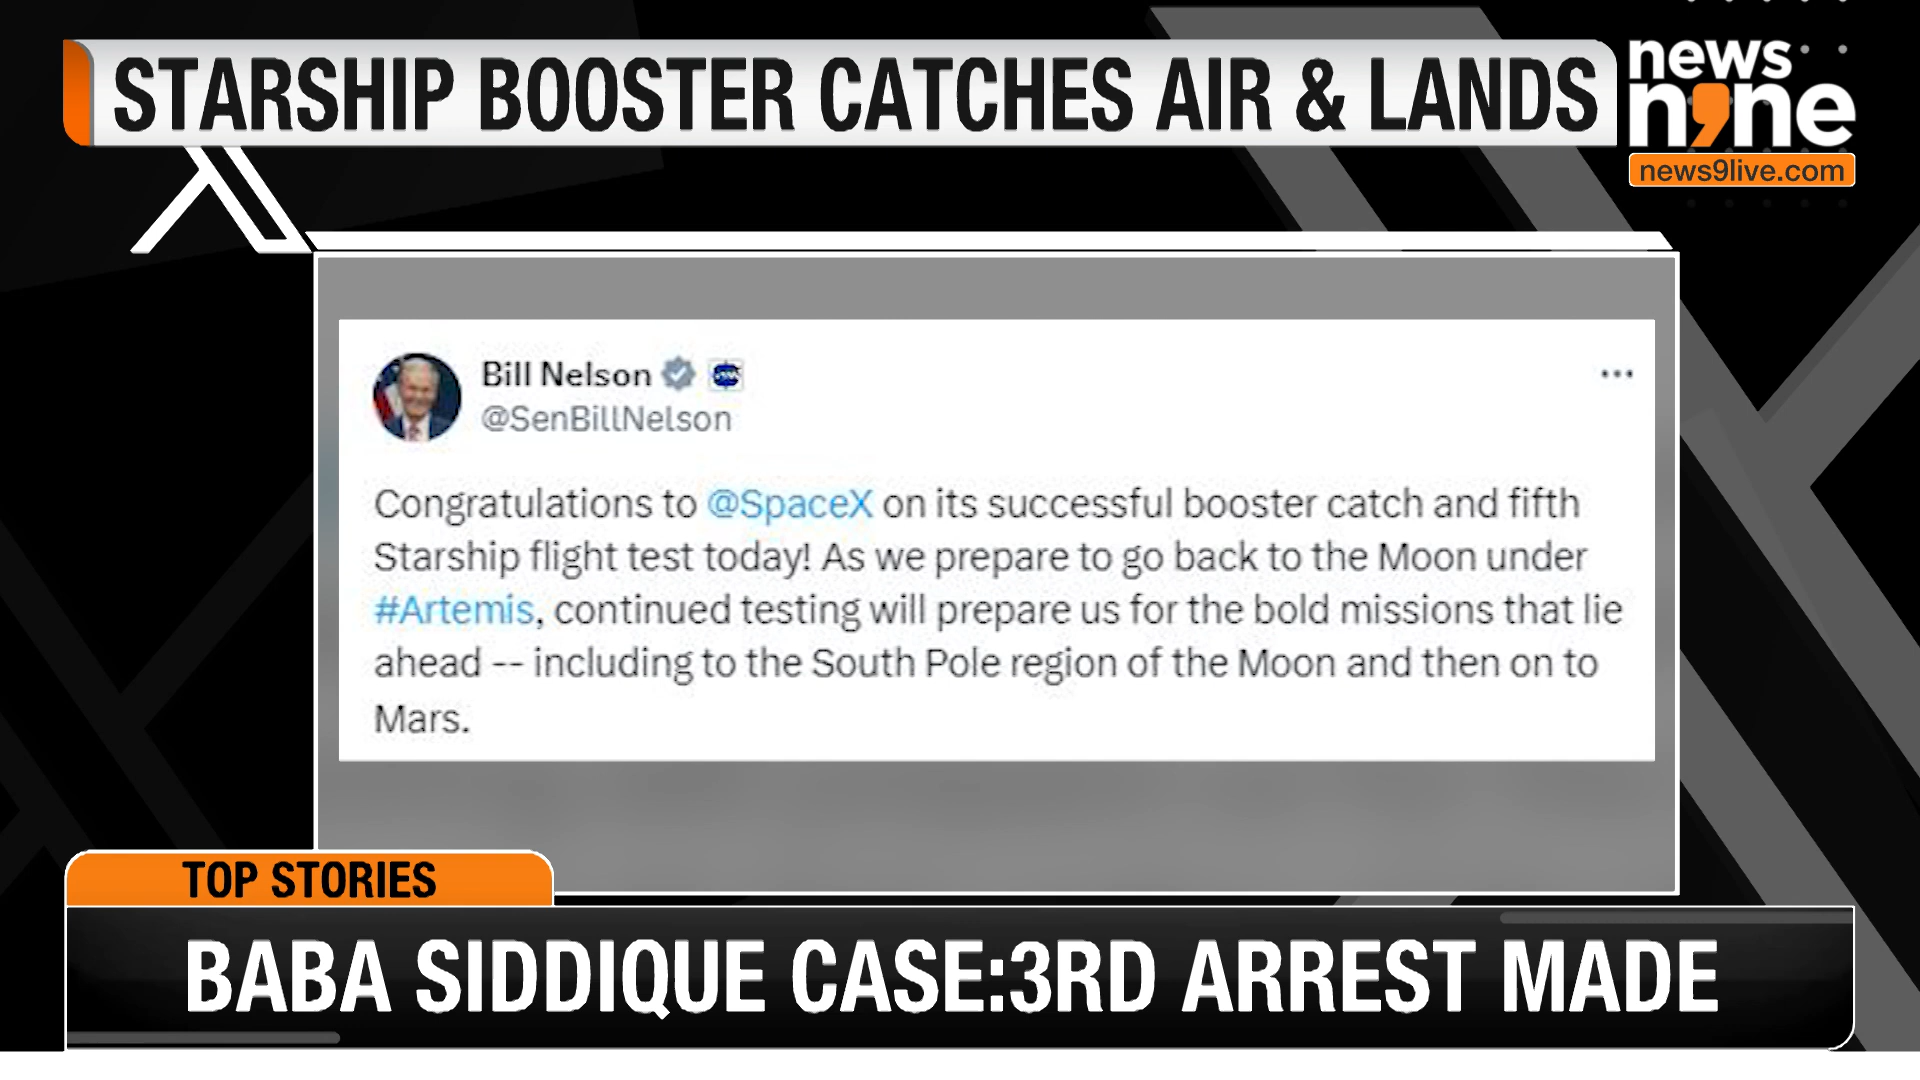 STARSHIP BOOSTER CATCHES AIR & LANDS
news
nine
news9live.com
Bill Nelson
@SenBillNelson
Congratulations to @SpaceX on its successful booster catch and fifth
Starship flight test today! As we prepare to go back to the Moon under
#Artemis, continued testing will prepare us for the bold missions that lie
ahead -- including to the South Pole region of the Moon and then on to
Mars.
TOP STORIES
BABA SIDDIQUE CASE:3RD ARREST MADE